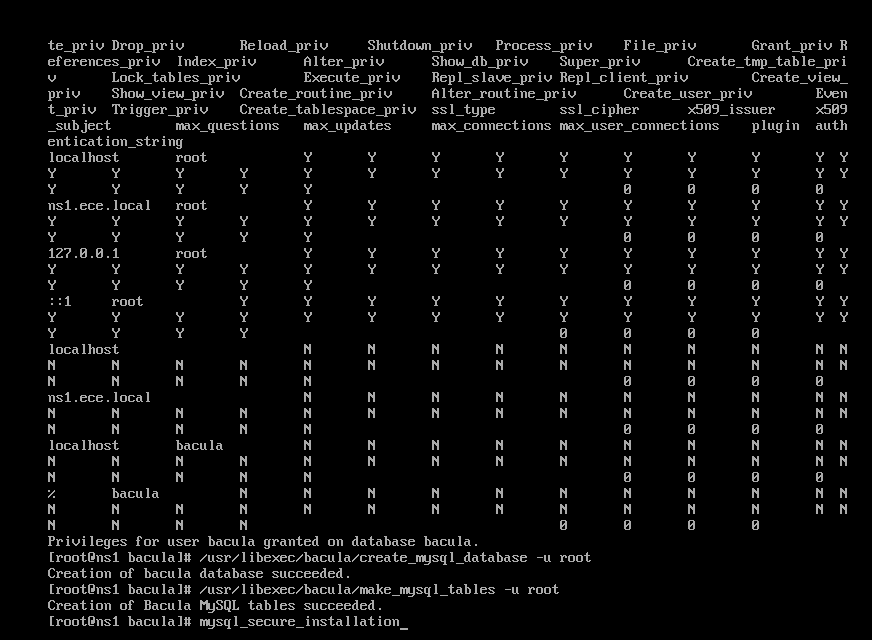 te_priv Drop_priv Reload_priv Shutdown_priv Process_priv File_priv Grant_priv R
eferences_priv Index_priv Alter_priv Show_db_priv Super_priv Create_tmp_table_pri
v Lock_tables_priv Execute_priv Repl_slave_priv Repl_client_priv Create_view_
priv Show_view_priv Create_routine_priv Alter_routine_priv Create_user_priv Even
t_priv Trigger_priv Create_tablespace_priv ssl_type ssl_cipher x509_issuer x509
_subject max_questions max_updates max_connections max_user_connections plugin auth
entication_string
localhost root Y Y Y Y Y Y Y Y Y Y
Y Y Y Y Y Y Y Y Y Y Y Y Y Y
Y Y Y Y Y 0 0 0 0
ns1.ece.local root Y Y Y Y Y Y Y Y Y Y
Y Y Y Y Y Y Y Y Y Y Y Y Y Y
Y Y Y Y Y 0 0 0 0
127.0.0.1 root Y Y Y Y Y Y Y Y Y Y
Y Y Y Y Y Y Y Y Y Y Y Y Y Y
Y Y Y Y Y 0 0 0 0
::1 root Y Y Y Y Y Y Y Y Y Y Y
Y Y Y Y Y Y Y Y Y Y Y Y Y Y
Y Y Y Y 0 0 0 0
localhost N N N N N N N N N N
N N N N N N N N N N N N N N
N N N N N 0 0 0 0
ns1.ece.local N N N N N N N N N N
N N N N N N N N N N N N N N
N N N N N 0 0 0 0
localhost bacula N N N N N N N N N N
N N N N N N N N N N N N N N
N N N N N 0 0 0 0
% bacula N N N N N N N N N N N
N N N N N N N N N N N N N N
N N N N 0 0 0 0
Privileges for user bacula granted on database bacula.
[root@ns1 bacula]# /usr/libexec/bacula/create_mysql_database -u root
Creation of bacula database succeeded.
[root@ns1 bacula]# /usr/libexec/bacula/make_mysql_tables -u root
Creation of Bacula MySQL tables succeeded.
[root@ns1 bacula]# mysql_secure_installation_